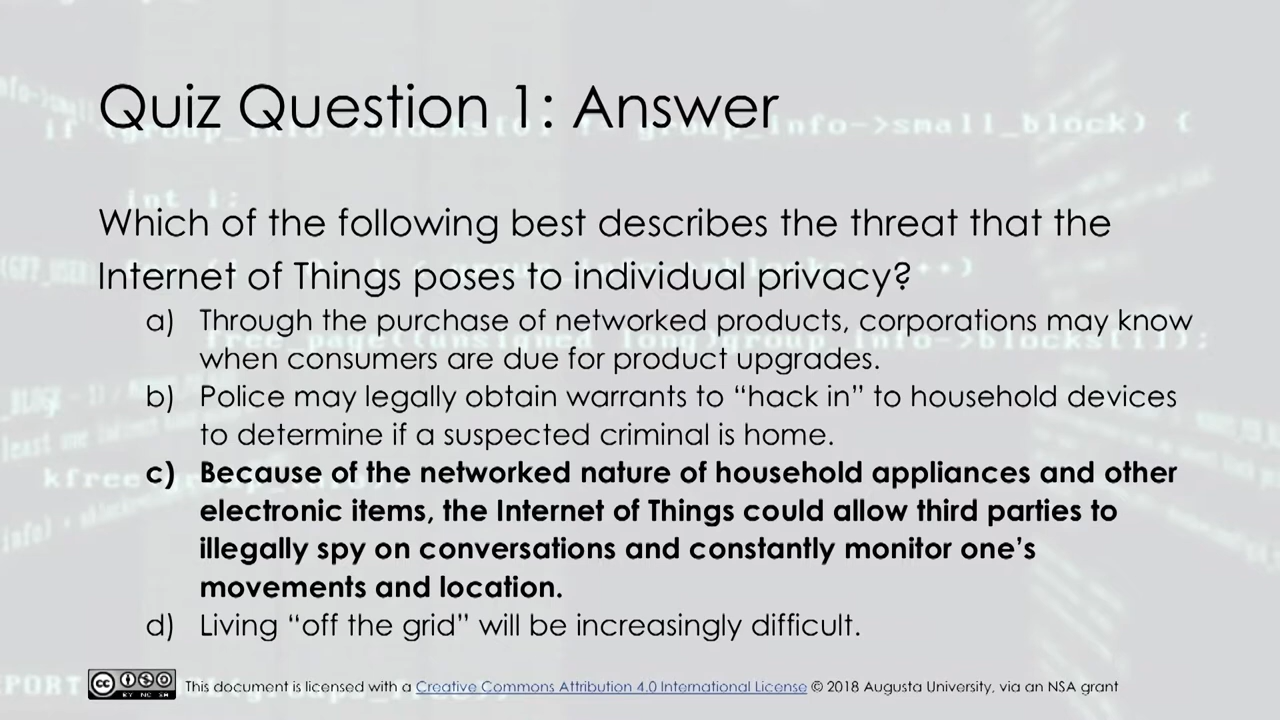 Quiz Question 1: Answer
Which of the following best describes the threat that the
Internet of Things poses to individual privacy?
a) Through the purchase of networked products, corporations may know
when consumers are due for product upgrades.
b) Police may legally obtain warrants to “hack in” to household devices
to determine if a suspected criminal is home.
c) Because of the networked nature of household appliances and other
electronic items, the Internet of Things could allow third parties to
illegally spy on conversations and constantly monitor one’s
movements and location.
d) Living “off the grid” will be increasingly difficult.
cc BY NC SA This document is licensed with a Creative Commons Attribution 4.0 International License © 2018 Augusta University, via an NSA grant